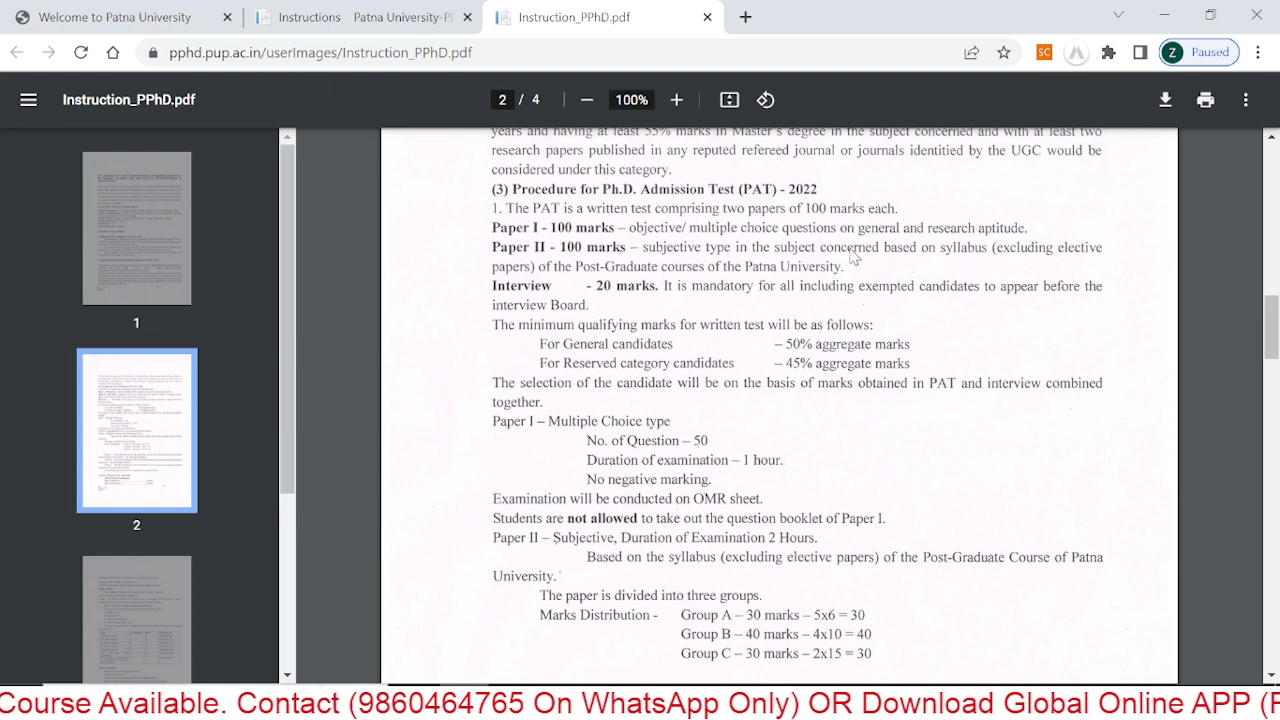 Welcome to Patna University
Instructions Patna University-Pl
Instruction_PPhD.pdf
pphd.pup.ac.in/userImages/Instruction_PPhD.pdf
SC
Z Paused
Instruction_PPhD.pdf
2 / 4
100%
years and having at least 55% marks in Master's degree in the subject concerned and with at least two
research papers published in any reputed refereed journal or journals identitied by the UGC would be
considered under this category.
(3) Procedure for Ph.D. Admission Test (PAT) - 2022
1. The PAT is a written test comprising two papers of 100 marks each.
Paper I – 100 marks – objective/ multiple choice question in general and research aptitude.
Paper II – 100 marks – subjective type in the subject concerned based on syllabus (excluding elective
papers) of the Post-Graduate courses of the Patna University.
Interview - 20 marks. It is mandatory for all including exempted candidates to appear before the
interview Board.
The minimum qualifying marks for written test will be as follows:
For General candidates – 50% aggregate marks
For Reserved category candidates – 45% aggregate marks
The selection of the candidate will be on the basis of marks obtained in PAT and interview combined
together.
Paper I – Multiple Choice type
No. of Question – 50
Duration of examination – 1 hour.
No negative marking.
Examination will be conducted on OMR sheet.
Students are not allowed to take out the question booklet of Paper I.
Paper II – Subjective, Duration of Examination 2 Hours.
Based on the syllabus (excluding elective papers) of the Post-Graduate Course of Patna
University.
The paper is divided into three groups.
Marks Distribution - Group A – 30 marks – 5x6 = 30
Group B – 40 marks – 4x10 = 40
Group C – 30 marks – 2x15 = 30
1
2
Course Available. Contact (9860464765 On WhatsApp Only) OR Download Global Online APP (F